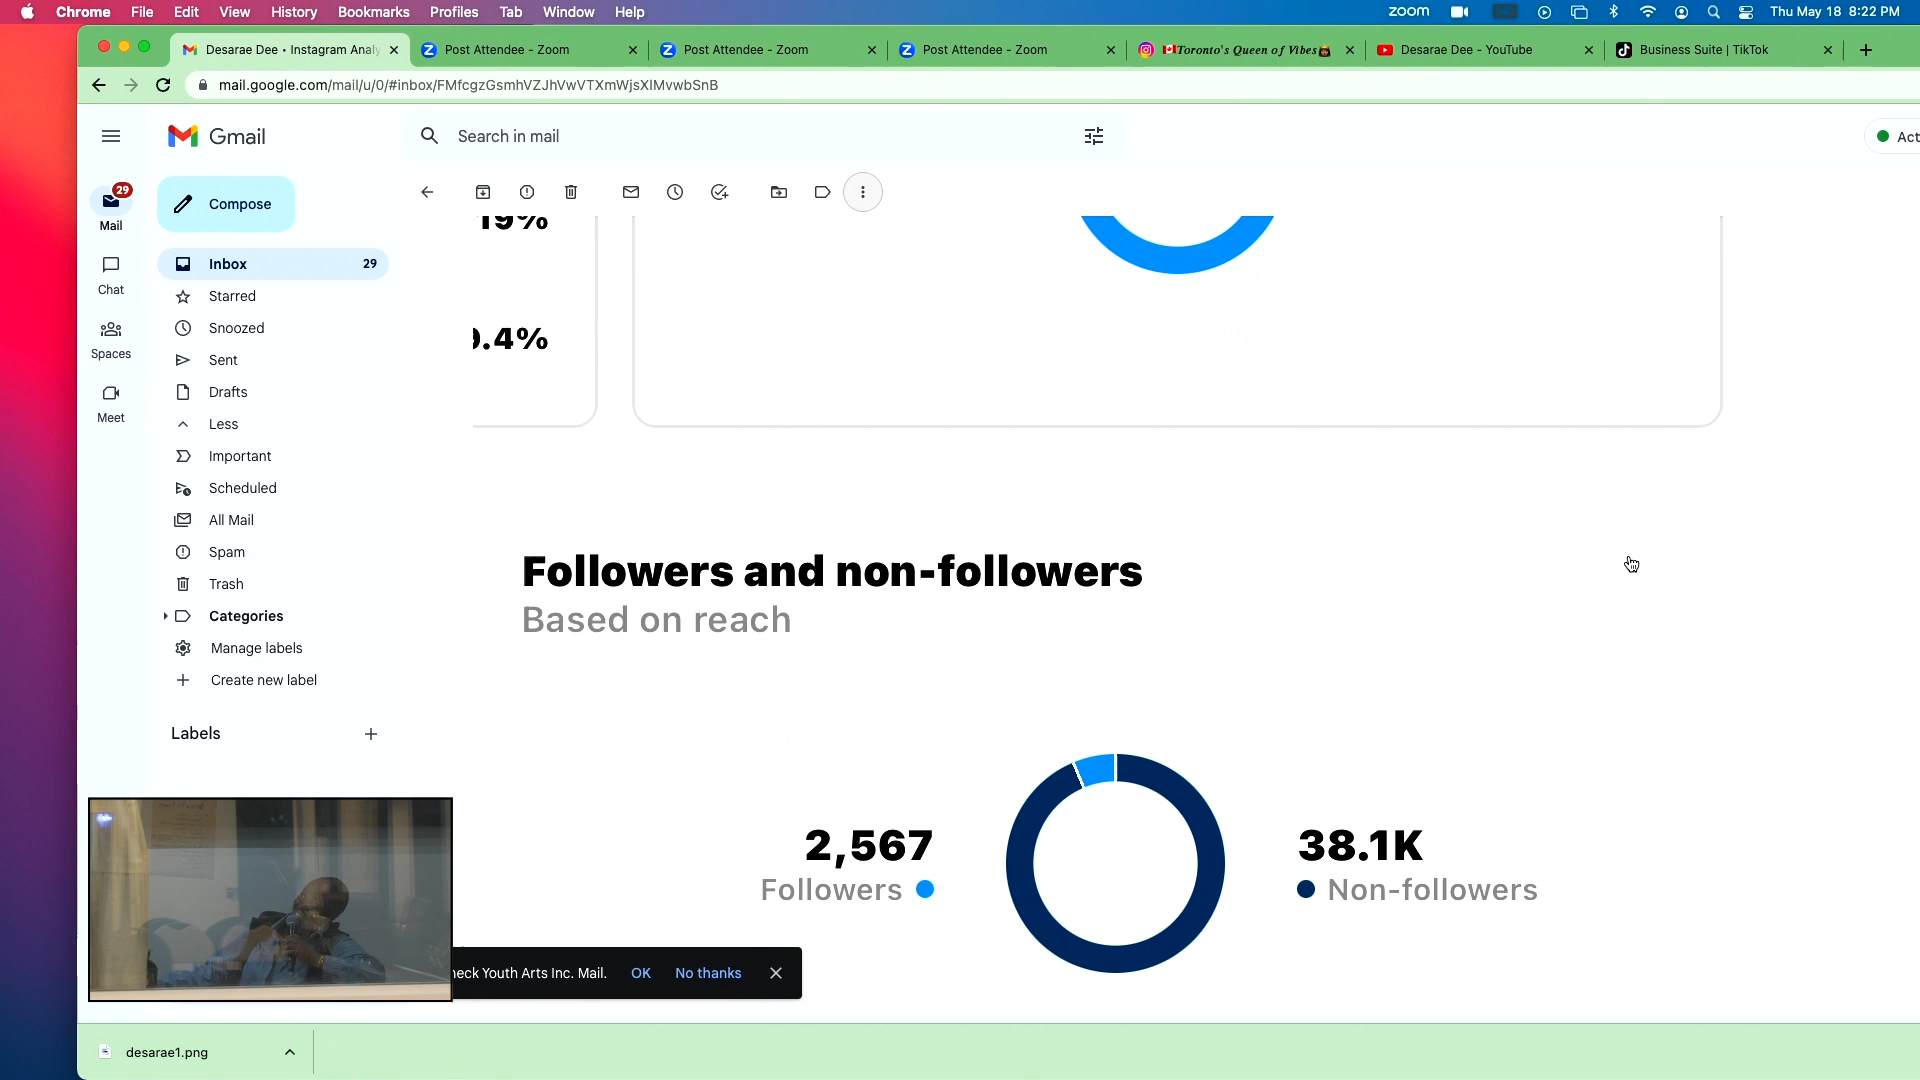 Chrome File Edit View History Bookmarks Profiles Tab Window Help
zoom Thu May 18 8:22 PM
Desarae Dee • Instagram Analy
Post Attendee - Zoom
Post Attendee - Zoom
Post Attendee - Zoom
Toronto's Queen of Vibes
Desarae Dee - YouTube
Business Suite | TikTok
mail.google.com/mail/u/0/#inbox/FMfcgzGsmhVZJhVwVTXmWjsXlMvwbSnB
Gmail
Search in mail
Act
29
Mail
Chat
Spaces
Meet
Compose
Inbox 29
Starred
Snoozed
Sent
Drafts
Less
Important
Scheduled
All Mail
Spam
Trash
Categories
Manage labels
Create new label
Labels
19%
.4%
Followers and non-followers
Based on reach
2,567
Followers
38.1K
Non-followers
heck Youth Arts Inc. Mail. OK No thanks
desarae1.png